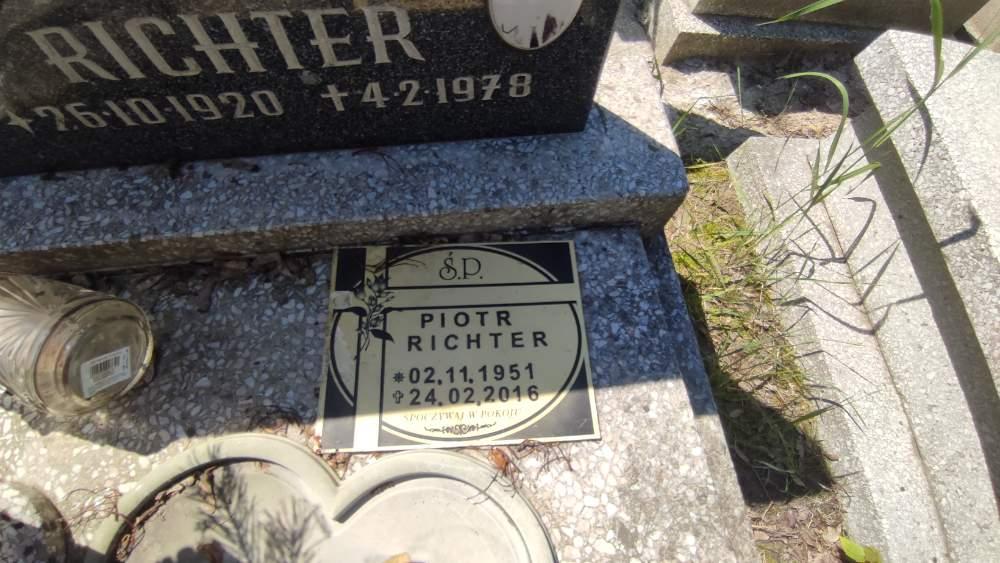 RICHTER
*26·10·1920 +4·2·1978
Ś.P.
PIOTR
RICHTER
* 02.11.1951
✞ 24.02.2016
SPOCZYWAJ W POKOJU